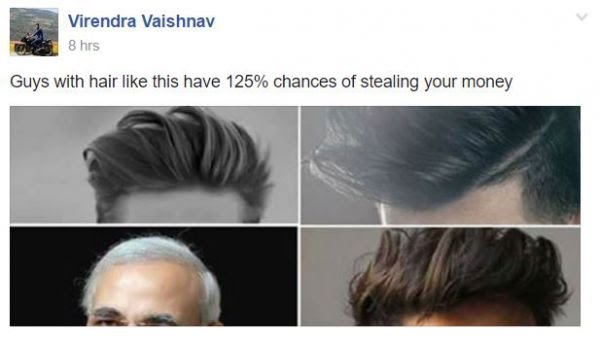 Virendra Vaishnav
8 hrs
Guys with hair like this have 125% chances of stealing your money